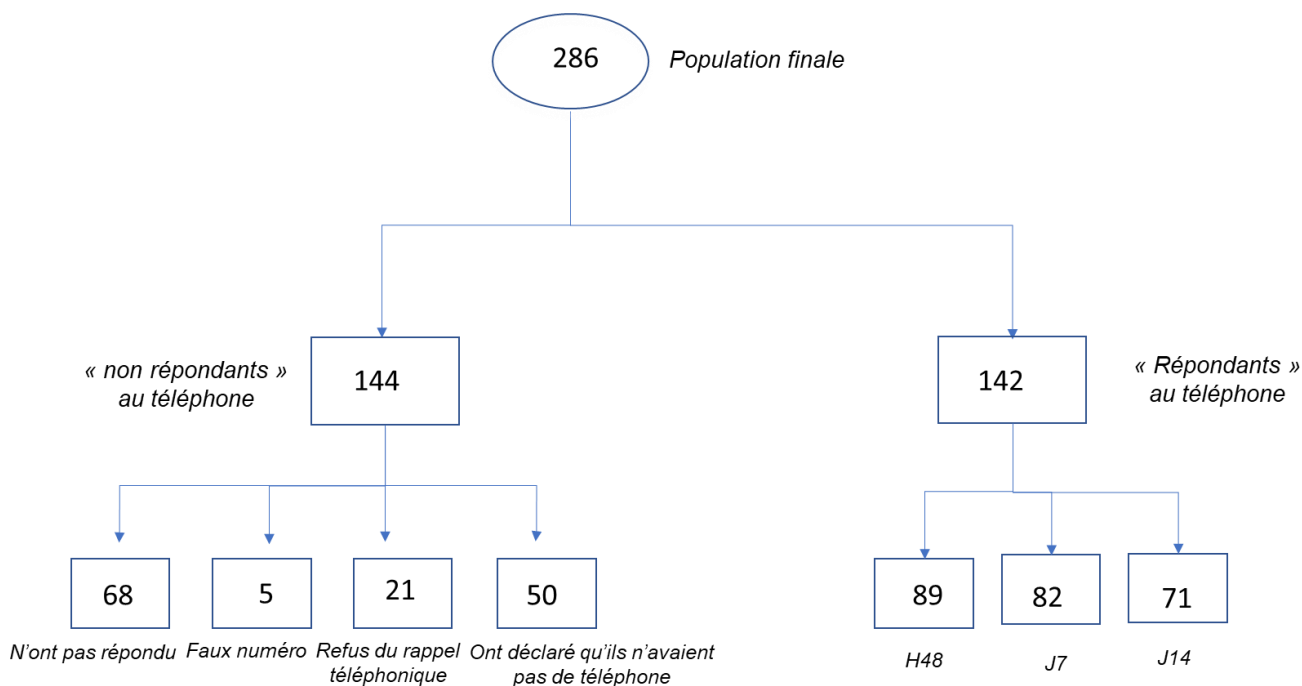 286
Population finale
« non répondants »
au téléphone
144
142
« Répondants »
au téléphone
68
5
21
50
89
82
71
N'ont pas répondu
Faux numéro
Refus du rappel
téléphonique
Ont déclaré qu'ils n'avaient
pas de téléphone
H48
J7
J14